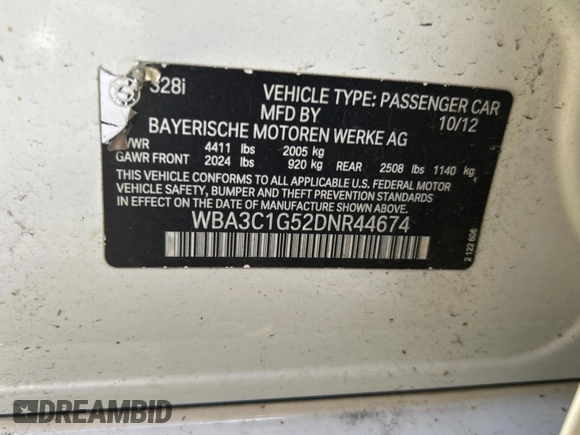 328i
VEHICLE TYPE: PASSENGER CAR
MFD BY 10/12
BAYERISCHE MOTOREN WERKE AG
GVWR 4411 lbs 2005 kg
GAWR FRONT 2024 lbs 920 kg REAR 2508 lbs 1140 kg
THIS VEHICLE CONFORMS TO ALL APPLICABLE U.S. FEDERAL MOTOR
VEHICLE SAFETY, BUMPER AND THEFT PREVENTION STANDARDS
IN EFFECT ON THE DATE OF MANUFACTURE SHOWN ABOVE.
WBA3C1G52DNR44674
2 122 606
DREAMBID